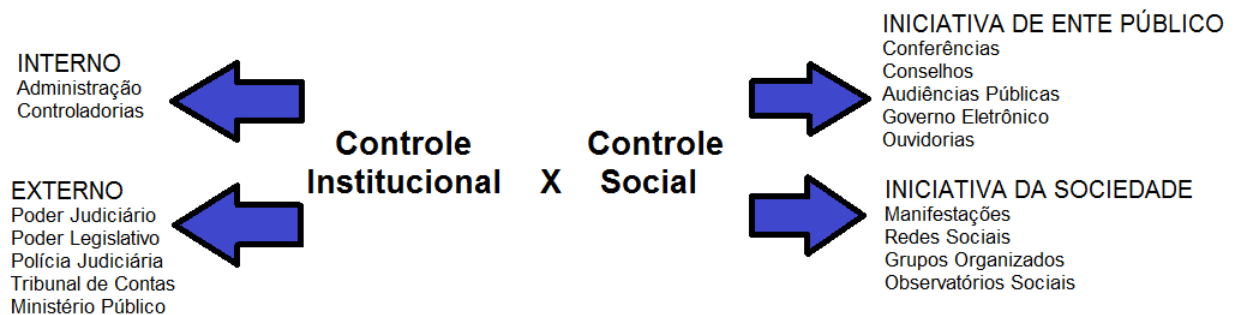 INTERNO
Administração
Controladorias
EXTERNO
Poder Judiciário
Poder Legislativo
Polícia Judiciária
Tribunal de Contas
Ministério Público
Controle
Institucional
X
Controle
Social
INICIATIVA DE ENTE PÚBLICO
Conferências
Conselhos
Audiências Públicas
Governo Eletrônico
Ouvidorias
INICIATIVA DA SOCIEDADE
Manifestações
Redes Sociais
Grupos Organizados
Observatórios Sociais